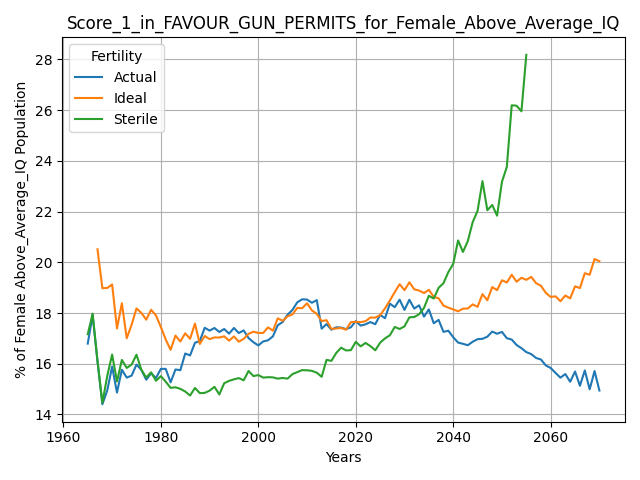 Score_1_in_FAVOUR_GUN_PERMITS_for_Female_Above_Average_IQ
% of Female Above_Average_IQ Population
28
26
24
22
20
18
16
14
Fertility
Actual
Ideal
Sterile
1960 1980 2000 2020 2040 2060
Years